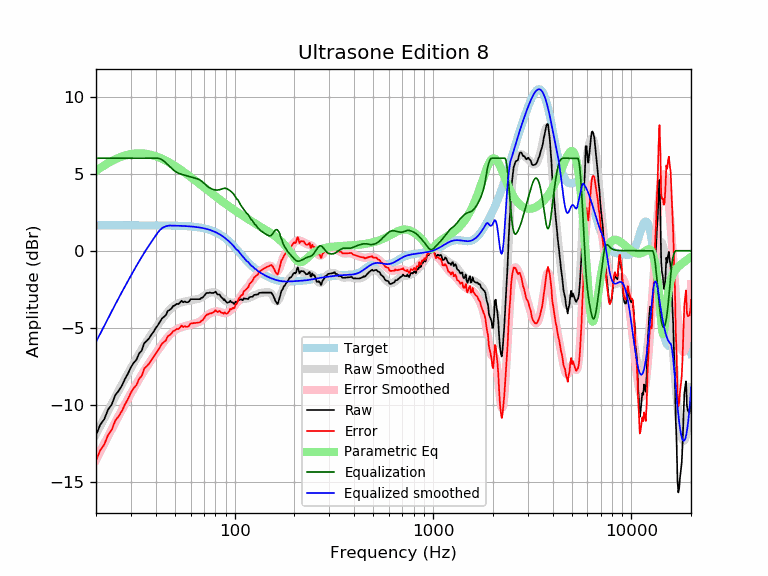 Ultrasone Edition 8
10
5
0
−5
−10
−15
Amplitude (dBr)
Target
Raw Smoothed
Error Smoothed
Raw
Error
Parametric Eq
Equalization
Equalized smoothed
100
1000
10000
Frequency (Hz)